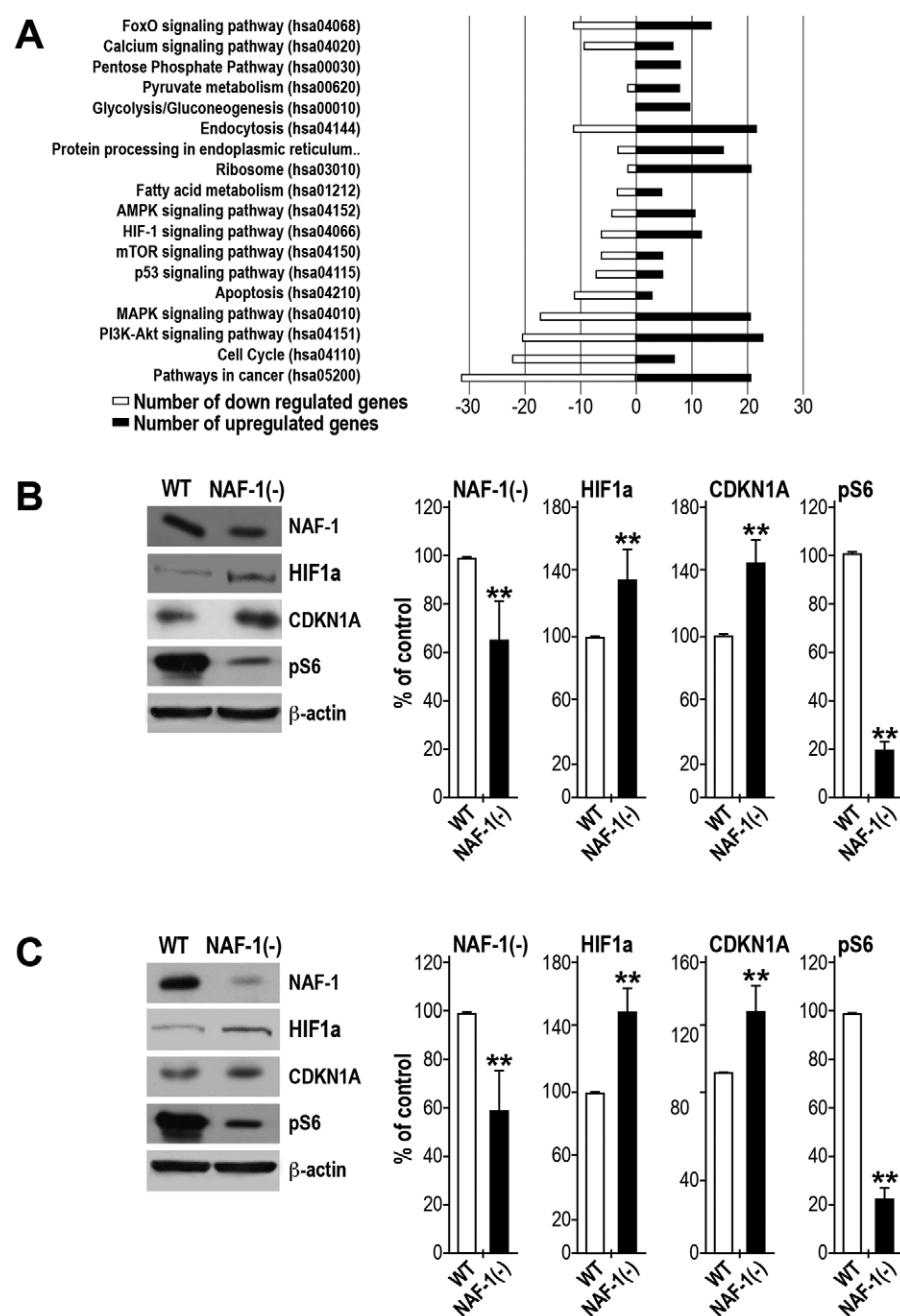 A
FoxO signaling pathway (hsa04068)
Calcium signaling pathway (hsa04020)
Pentose Phosphate Pathway (hsa00030)
Pyruvate metabolism (hsa00620)
Glycolysis/Gluconeogenesis (hsa00010)
Endocytosis (hsa04144)
Protein processing in endoplasmic reticulum..
Ribosome (hsa03010)
Fatty acid metabolism (hsa01212)
AMPK signaling pathway (hsa04152)
HIF-1 signaling pathway (hsa04066)
mTOR signaling pathway (hsa04150)
p53 signaling pathway (hsa04115)
Apoptosis (hsa04210)
MAPK signaling pathway (hsa04010)
PI3K-Akt signaling pathway (hsa04151)
Cell Cycle (hsa04110)
Pathways in cancer (hsa05200)
-30 -20 -10 0 10 20 30
Number of down regulated genes
Number of upregulated genes
B
WT NAF-1(-)
NAF-1
HIF1a
CDKN1A
pS6
β-actin
% of control
NAF-1(-)
120
100
80
60
40
20
0
**
WT
NAF-1(-)
HIF1a
180
140
100
60
20
0
**
WT
NAF-1(-)
CDKN1A
180
140
100
60
20
0
**
WT
NAF-1(-)
pS6
120
100
80
60
40
20
0
**
WT
NAF-1(-)
C
WT NAF-1(-)
NAF-1
HIF1a
CDKN1A
pS6
β-actin
% of control
NAF-1(-)
120
100
80
60
40
20
0
**
WT
NAF-1(-)
HIF1a
180
140
100
60
20
0
**
WT
NAF-1(-)
CDKN1A
160
120
80
40
0
**
WT
NAF-1(-)
pS6
120
100
80
60
40
20
0
**
WT
NAF-1(-)